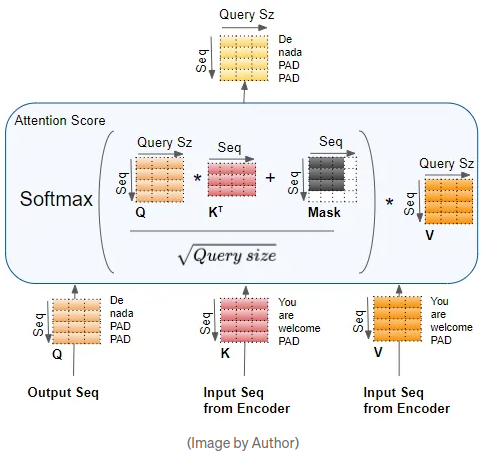 Query Sz
Seq
De
nada
PAD
PAD
Attention Score
Softmax
Query Sz
Seq
Q
*
Seq
Kᵀ
+
Seq
Seq
Mask
√Query size
*
Query Sz
Seq
V
Seq
Q
De
nada
PAD
PAD
Seq
K
You
are
welcome
PAD
Seq
V
You
are
welcome
PAD
Output Seq
Input Seq
from Encoder
Input Seq
from Encoder
(Image by Author)